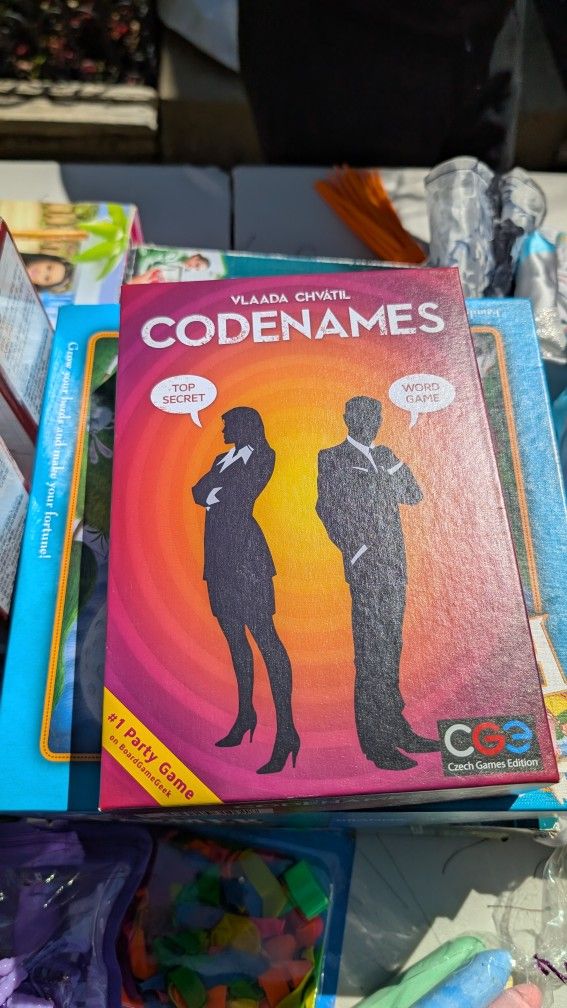 VLAADA CHVÁTIL
CODENAMES
TOP
SECRET
WORD
GAME
Grow your herds and make your fortune!
#1 Party Game
on BoardGameGeek
CGE
Czech Games Edition